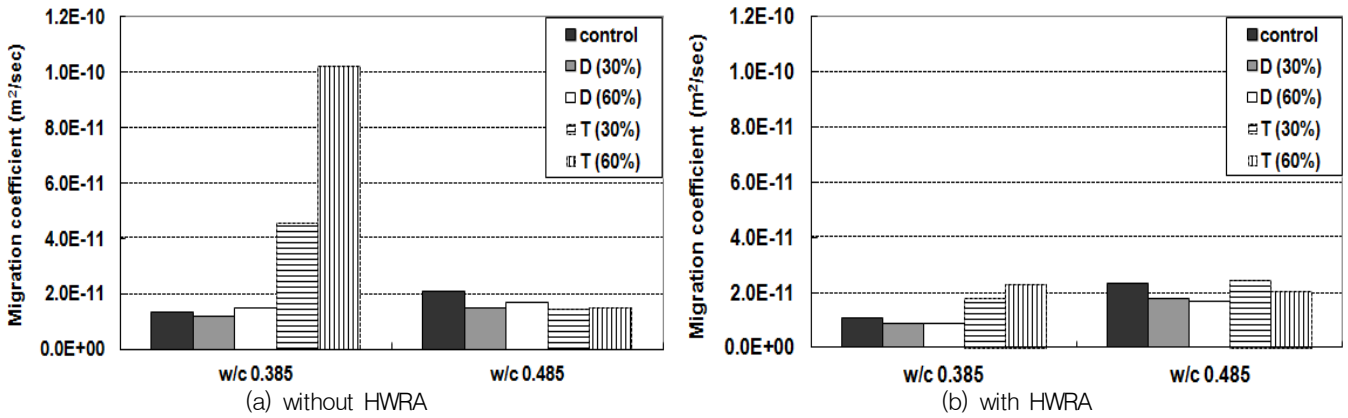 Migration coefficient (m²/sec)
1.2E-10
1.0E-10
8.0E-11
6.0E-11
4.0E-11
2.0E-11
0.0E+00
control
D (30%)
D (60%)
T (30%)
T (60%)
w/c 0.385
w/c 0.485
(a) without HWRA
Migration coefficient (m²/sec)
1.2E-10
1.0E-10
8.0E-11
6.0E-11
4.0E-11
2.0E-11
0.0E+00
control
D (30%)
D (60%)
T (30%)
T (60%)
w/c 0.385
w/c 0.485
(b) with HWRA